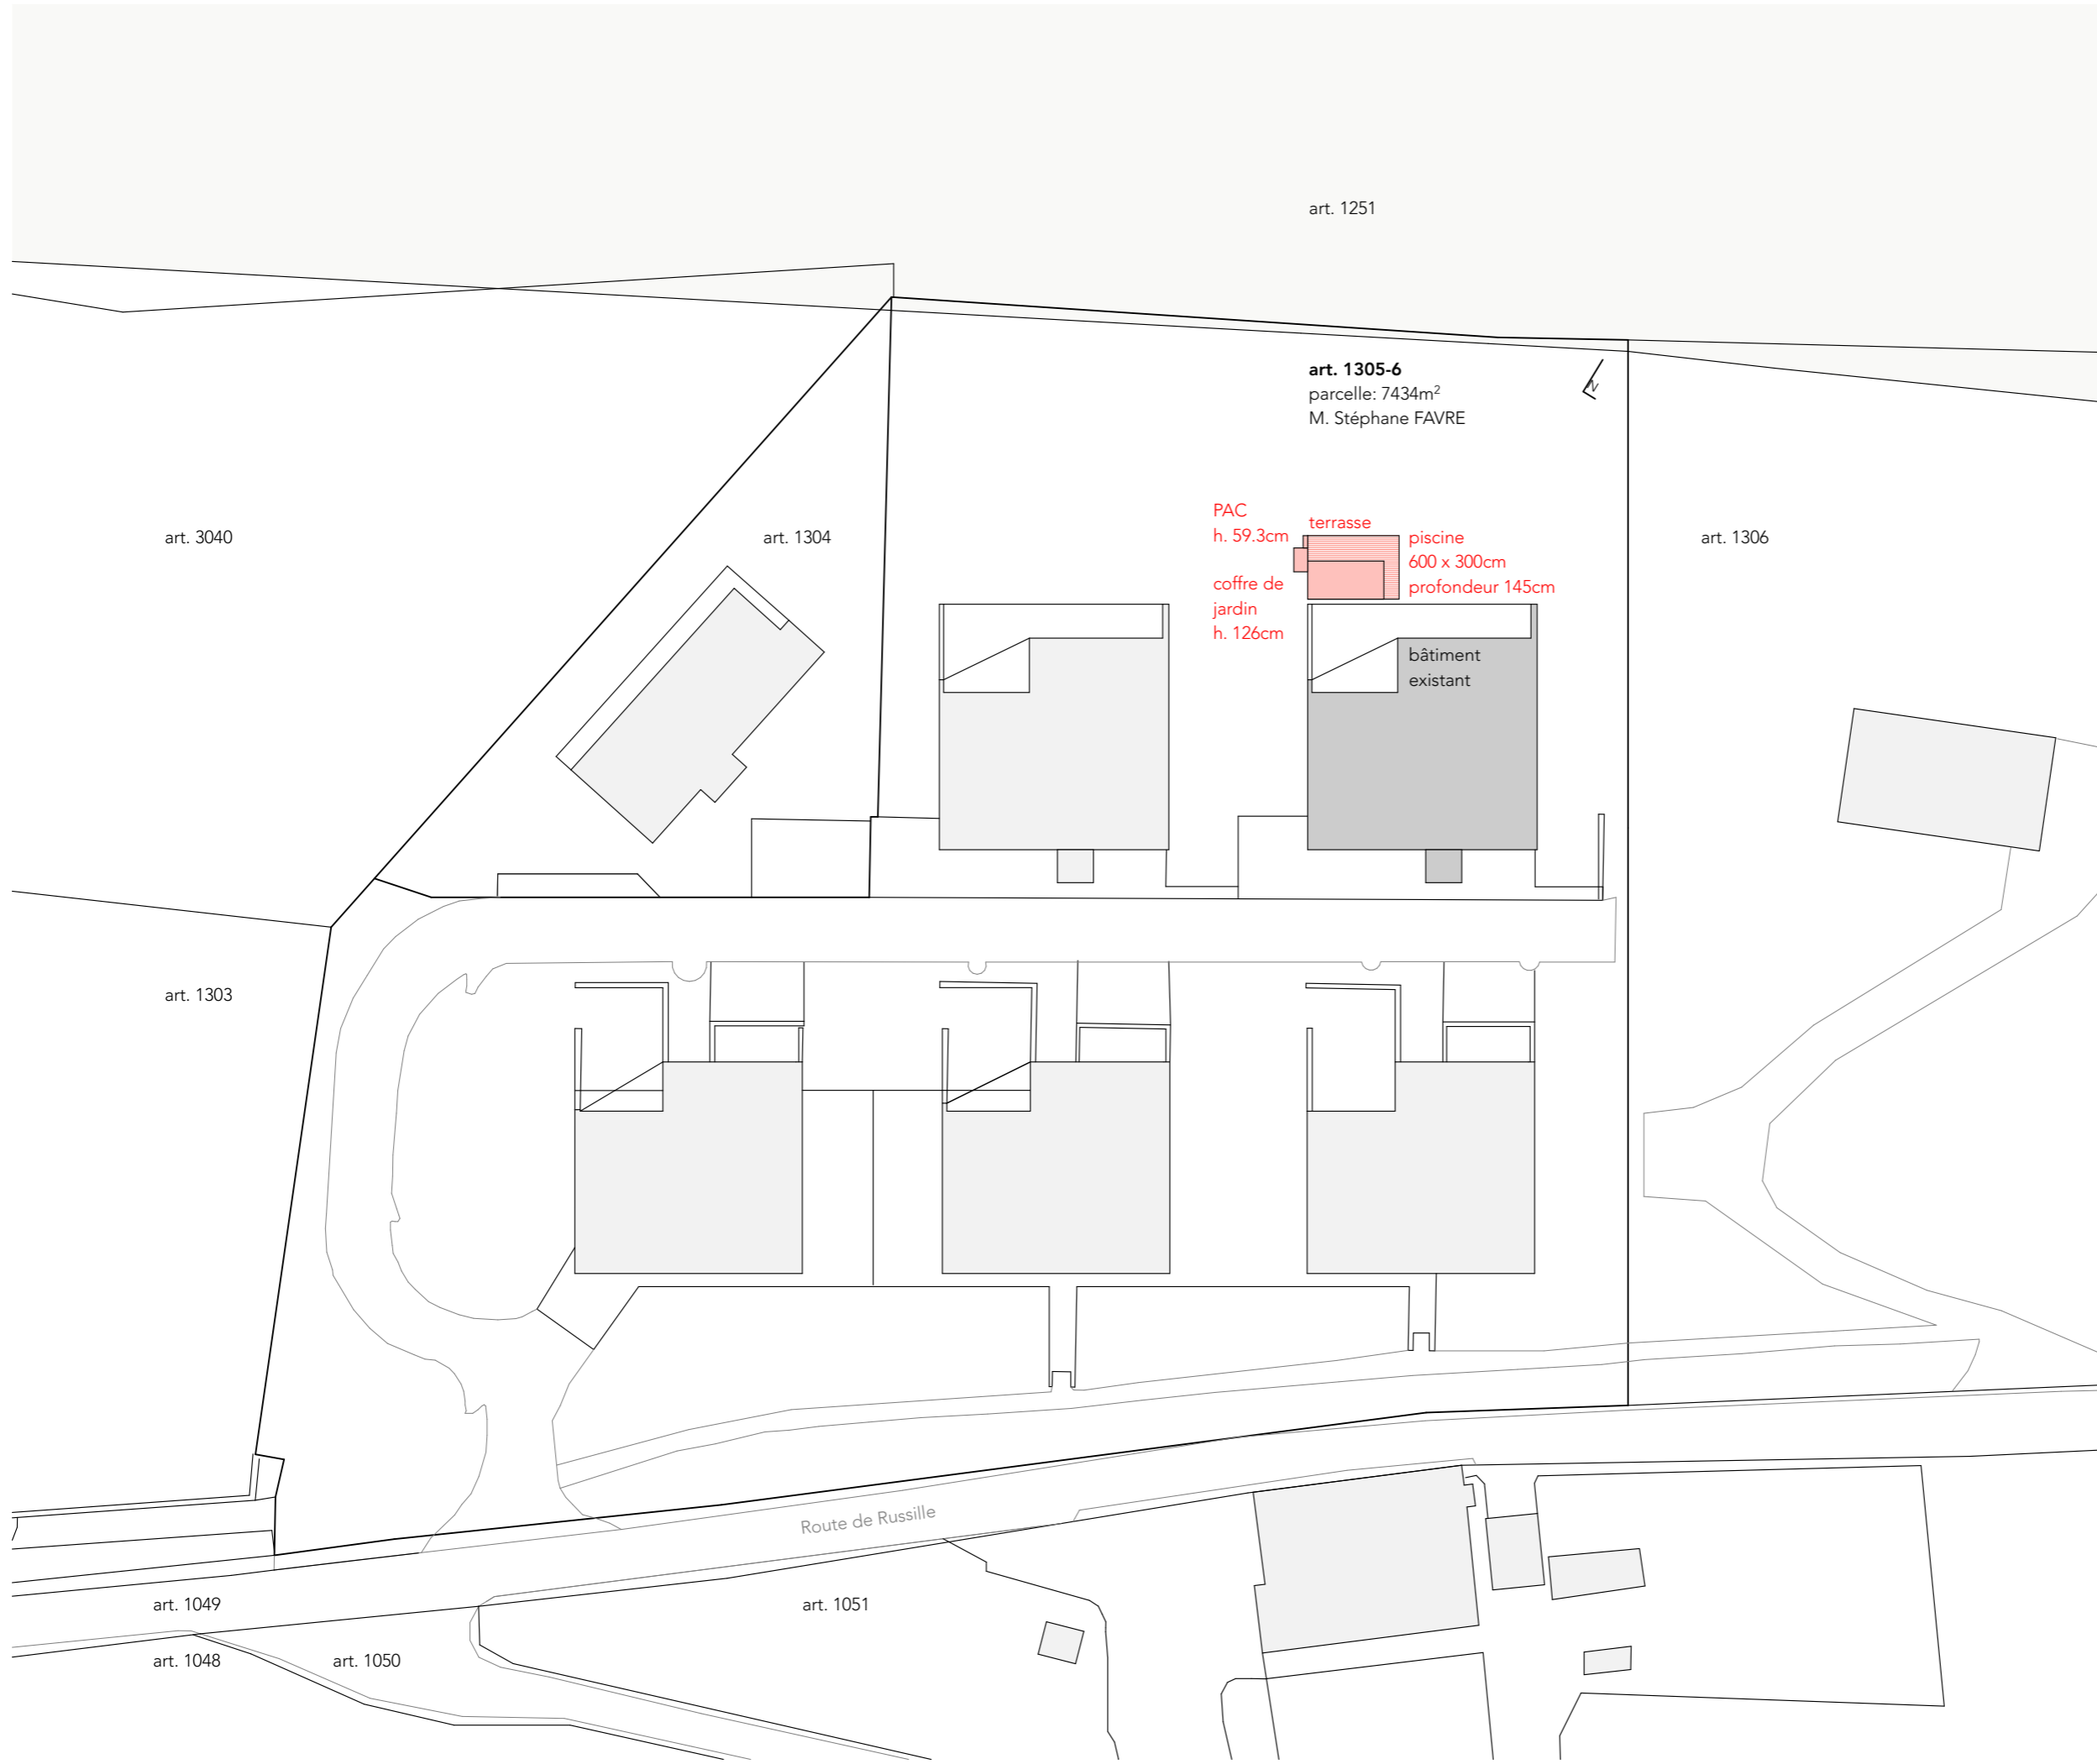 art. 1251
art. 1305-6
parcelle: 7434m²
M. Stéphane FAVRE
N
art. 3040
art. 1304
PAC
h. 59.3cm
terrasse
piscine
600 x 300cm
profondeur 145cm
coffre de
jardin
h. 126cm
art. 1306
bâtiment
existant
art. 1303
Route de Russille
art. 1049
art. 1051
art. 1048
art. 1050